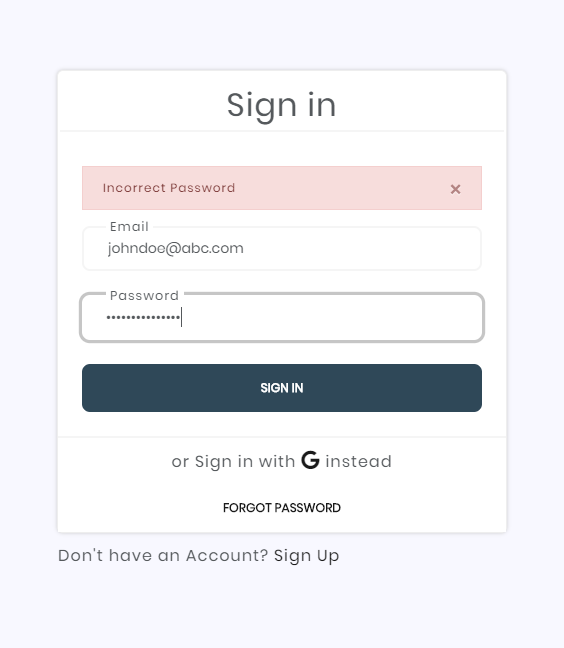 Sign in
Incorrect Password ×
Email
johndoe@abc.com
Password
•••••••••••••••
SIGN IN
or Sign in with G instead
FORGOT PASSWORD
Don't have an Account? Sign Up